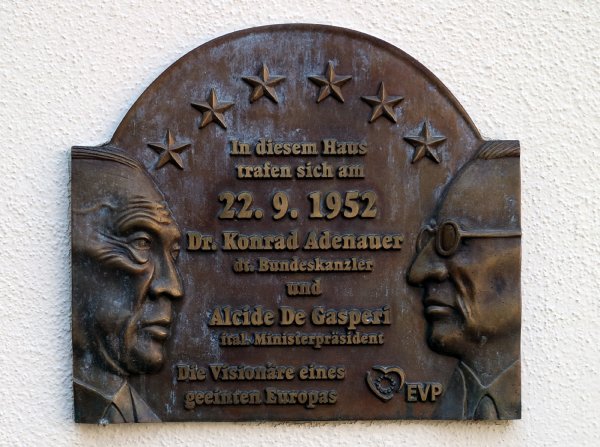 In diesem Haus
trafen sich am
22. 9. 1952
Dr. Konrad Adenauer
dt. Bundeskanzler
und
Alcide De Gasperi
ital. Ministerpräsident
Die Visionäre eines
geeinten Europas
EVP